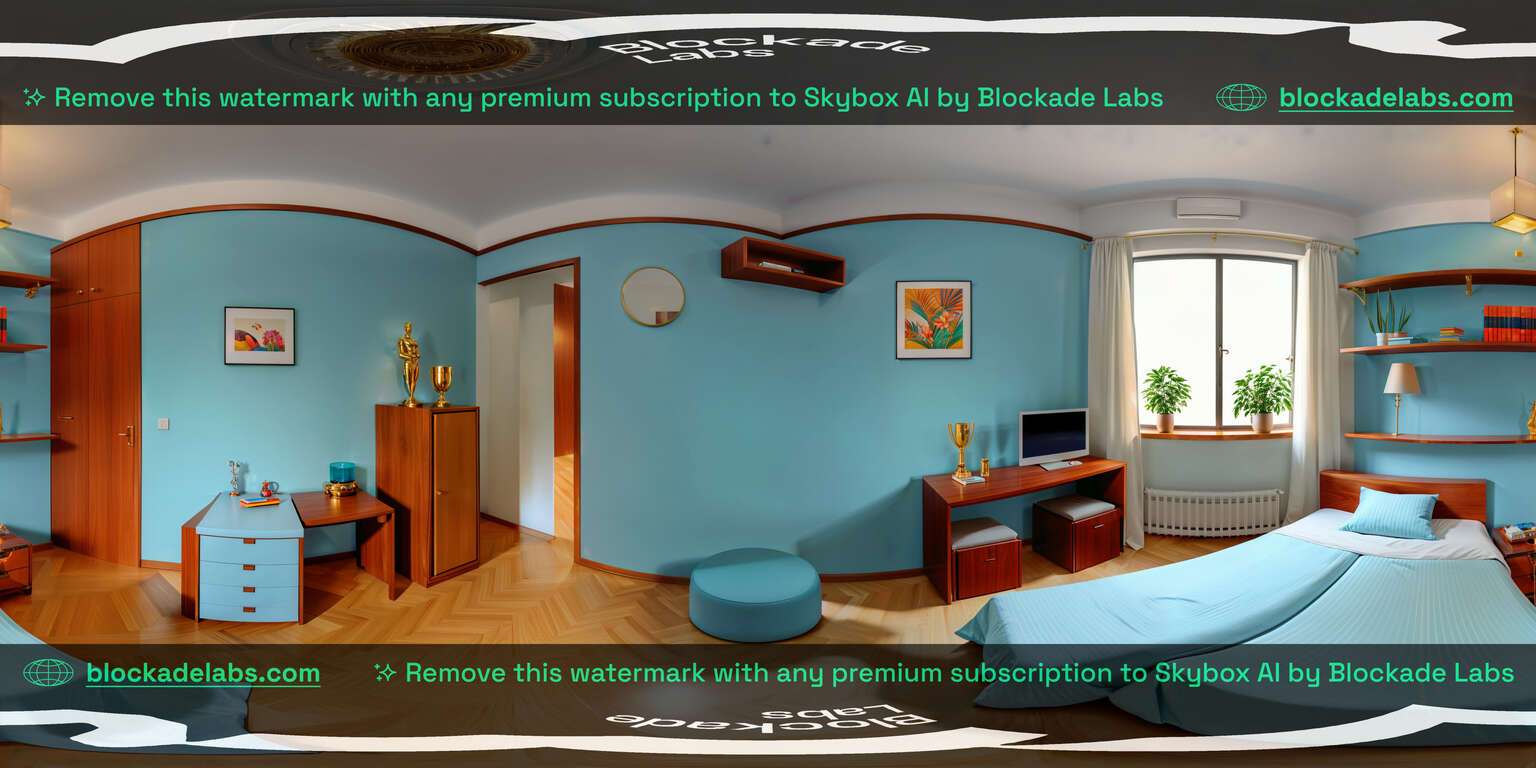 Blockade
Labs
Remove this watermark with any premium subscription to Skybox AI by Blockade Labs
blockadelabs.com
blockadelabs.com
Remove this watermark with any premium subscription to Skybox AI by Blockade Labs
Blockade
Labs